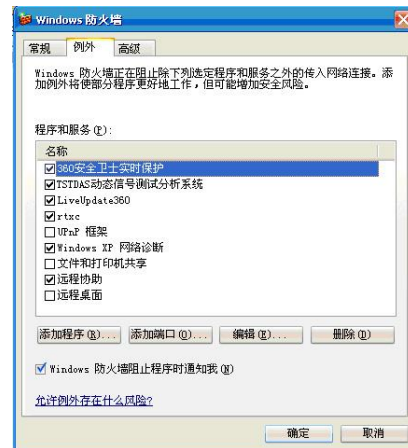 Windows 防火墙
常规 例外 高级
Windows 防火墙正在阻止除下列选定程序和服务之外的传入网络连接。添
加例外将使部分程序更好地工作，但可能增加安全风险。
程序和服务(P):
名称
360安全卫士实时保护
TSTDAS动态信号测试分析系统
LiveUpdate360
rtxc
UPnP 框架
Windows XP 网络诊断
文件和打印机共享
远程协助
远程桌面
添加程序(R)... 添加端口(O)... 编辑(E)... 删除(D)
Windows 防火墙阻止程序时通知我(N)
允许例外存在什么风险?
确定 取消